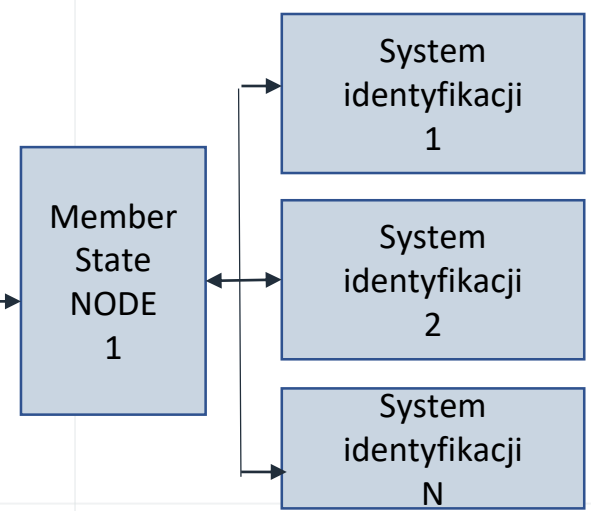 Member
State
NODE
1
System
identyfikacji
1
System
identyfikacji
2
System
identyfikacji
N